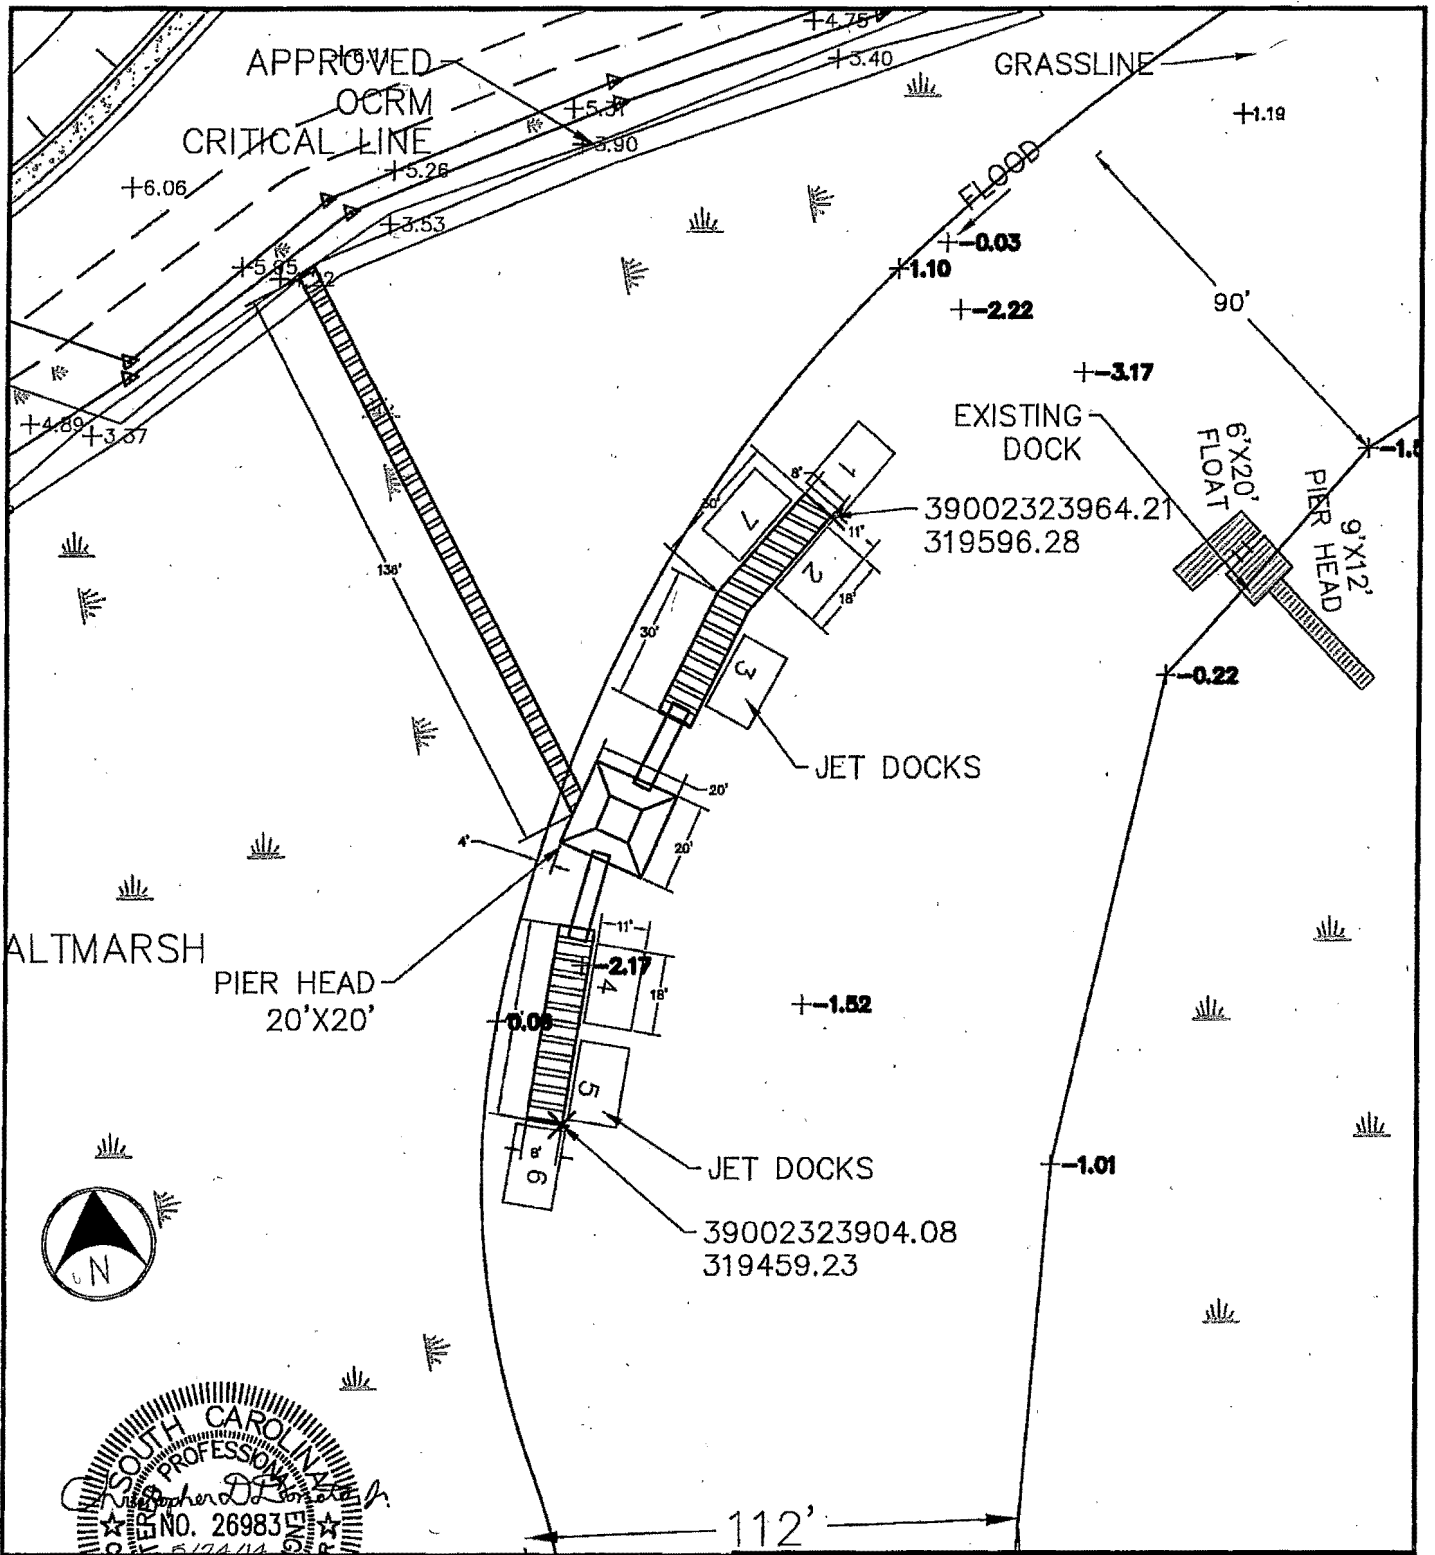 +4.75
APPROVED
OCRM
CRITICAL LINE
+3.40
GRASSLINE
+5.31
+1.19
+3.90
+5.26
+6.06
+3.53
FLOOD
+-0.03
+1.10
90'
+-2.22
+-3.17
EXISTING
DOCK
6'X20'
FLOAT
9'X12'
PIER HEAD
+4.89
+3.37
1
8'
7
39002323964.21
319596.28
11'
2
18'
138'
30'
3
+-0.22
JET DOCKS
20'
20'
4'
ALTMARSH
PIER HEAD
20'X20'
11'
+-2.17
4
18'
+-1.52
5
8'
6
JET DOCKS
+-1.01
39002323904.08
319459.23
N
SOUTH CAROLINA
PROFESSIONAL
NO. 26983
5/24/14
112'